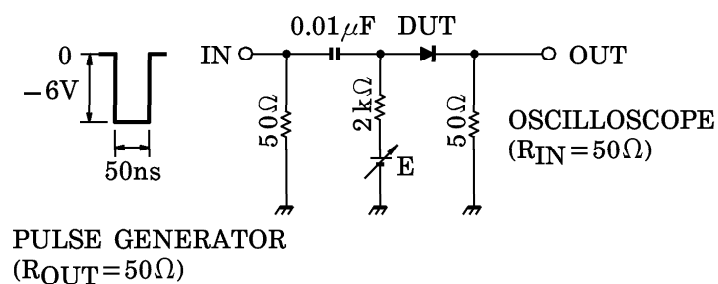 0.01μF DUT
0 IN OUT
−6V
50Ω
2kΩ
50Ω
OSCILLOSCOPE
(RIN=50Ω)
E
50ns
PULSE GENERATOR
(ROUT=50Ω)